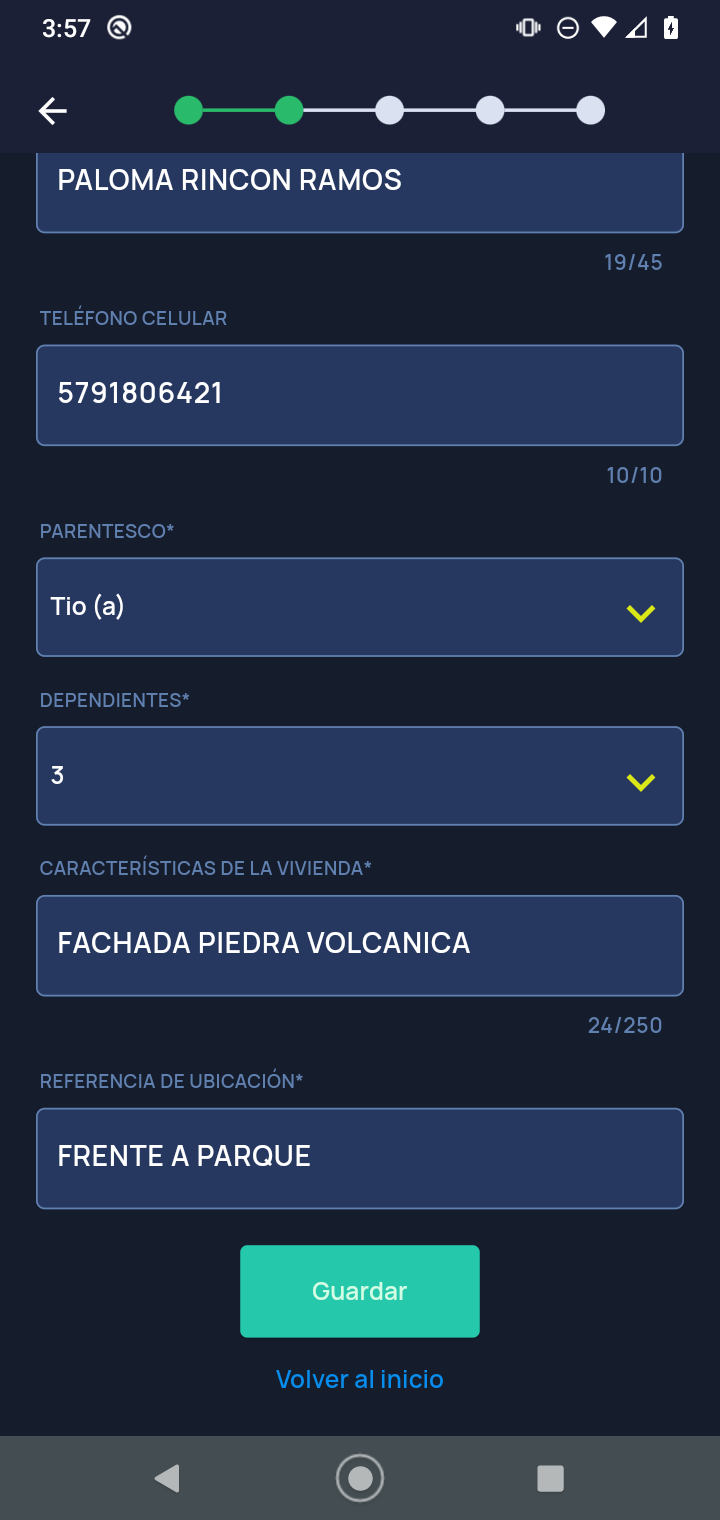 3:57
PALOMA RINCON RAMOS
19/45
TELÉFONO CELULAR
5791806421
10/10
PARENTESCO*
Tio (a)
DEPENDIENTES*
3
CARACTERÍSTICAS DE LA VIVIENDA*
FACHADA PIEDRA VOLCANICA
24/250
REFERENCIA DE UBICACIÓN*
FRENTE A PARQUE
Guardar
Volver al inicio